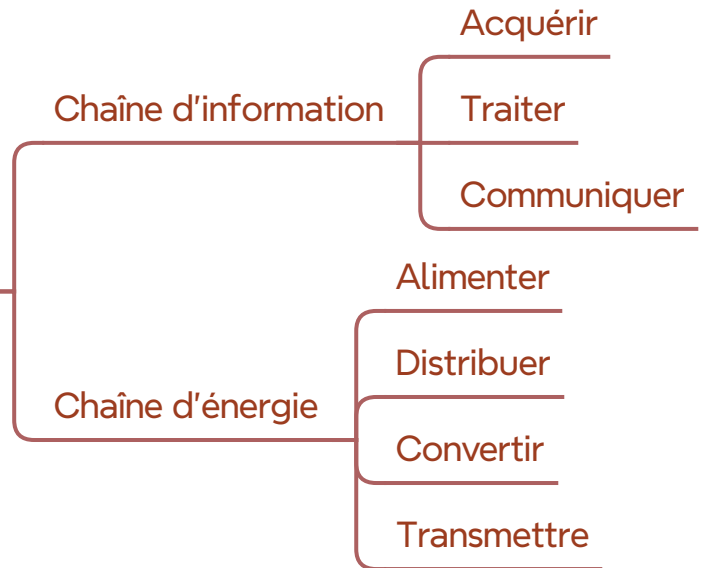 Chaîne d'information
Acquérir
Traiter
Communiquer
Chaîne d'énergie
Alimenter
Distribuer
Convertir
Transmettre